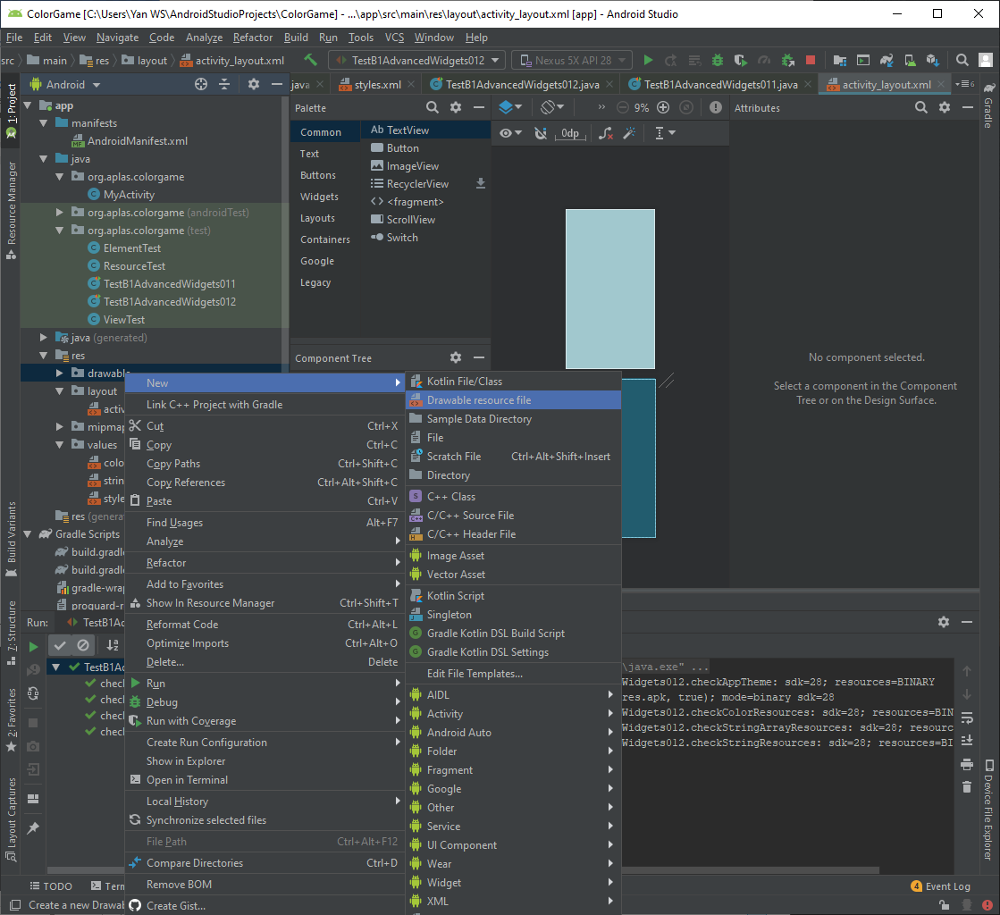 ColorGame [C:\Users\Yan WS\AndroidStudioProjects\ColorGame] - ...\app\src\main\res\layout\activity_layout.xml [app] - Android Studio
File Edit View Navigate Code Analyze Refactor Build Run Tools VCS Window Help
src main res layout activity_layout.xml TestB1AdvancedWidgets012 Nexus 5X API 28
1: Project
Resource Manager
Build Variants
7: Structure
2: Favorites
Layout Captures
Android
app
manifests
AndroidManifest.xml
java
org.aplas.colorgame
MyActivity
org.aplas.colorgame (androidTest)
org.aplas.colorgame (test)
ElementTest
ResourceTest
TestB1AdvancedWidgets011
TestB1AdvancedWidgets012
ViewTest
java (generated)
res
drawable
layout
activ
mipmap
values
colo
strin
style
res (genera
Gradle Scripts
build.gradle
build.gradle
gradle-wrap
proguard-r
java styles.xml TestB1AdvancedWidgets012.java TestB1AdvancedWidgets011.java activity_layout.xml 6
Palette
Common
Text
Buttons
Widgets
Layouts
Containers
Google
Legacy
Ab TextView
Button
ImageView
RecyclerView
<fragment>
ScrollView
Switch
Component Tree
9%
0dp
Attributes
No component selected.
Select a component in the Component
Tree or on the Design Surface.
Gradle
Device File Explorer
New
Link C++ Project with Gradle
Cut Ctrl+X
Copy Ctrl+C
Copy Paths Ctrl+Shift+C
Copy References Ctrl+Alt+Shift+C
Paste Ctrl+V
Find Usages Alt+F7
Analyze
Refactor
Add to Favorites
Show In Resource Manager Ctrl+Shift+T
Reformat Code Ctrl+Alt+L
Optimize Imports Ctrl+Alt+O
Delete... Delete
Run
Debug
Run with Coverage
Create Run Configuration
Show in Explorer
Open in Terminal
Local History
Synchronize selected files
File Path Ctrl+Alt+F12
Compare Directories Ctrl+D
Remove BOM
Create Gist...
Kotlin File/Class
Drawable resource file
Sample Data Directory
File
Scratch File Ctrl+Alt+Shift+Insert
Directory
C++ Class
C/C++ Source File
C/C++ Header File
Image Asset
Vector Asset
Kotlin Script
Singleton
Gradle Kotlin DSL Build Script
Gradle Kotlin DSL Settings
Edit File Templates...
AIDL
Activity
Android Auto
Folder
Fragment
Google
Other
Service
UI Component
Wear
Widget
XML
Run: TestB1Ad
TestB1A
check
check
check
check
\java.exe" ...
Widgets012.checkAppTheme: sdk=28; resources=BINARY
res.apk, true); mode=binary sdk=28
Widgets012.checkColorResources: sdk=28; resources=BIN
Widgets012.checkStringArrayResources: sdk=28; resourc
Widgets012.checkStringResources: sdk=28; resources=BI
TODO Term 4 Event Log
Create a new Drawab